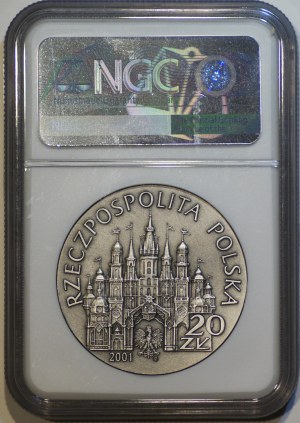 NGC
RZECZPOSPOLITA POLSKA
20
ZŁ
2001